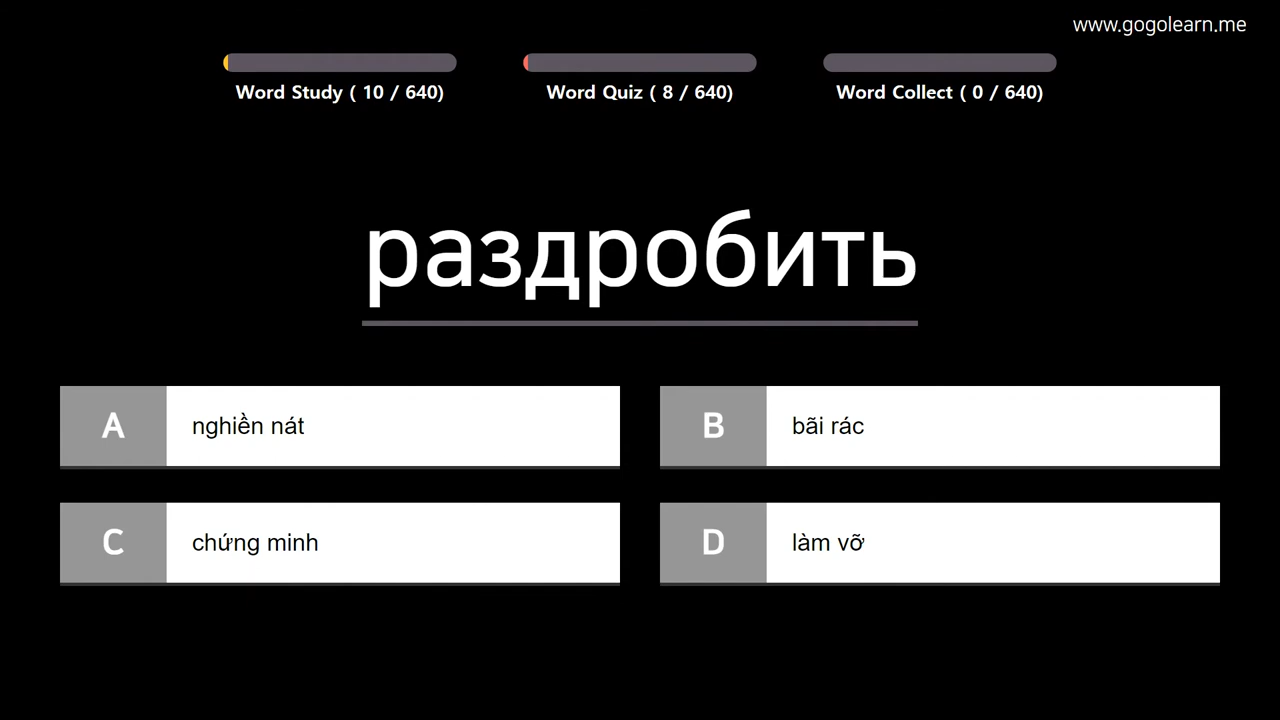 www.gogolearn.me
Word Study ( 10 / 640)
Word Quiz ( 8 / 640)
Word Collect ( 0 / 640)
раздробить
A nghiền nát
B bãi rác
C chứng minh
D làm vỡ